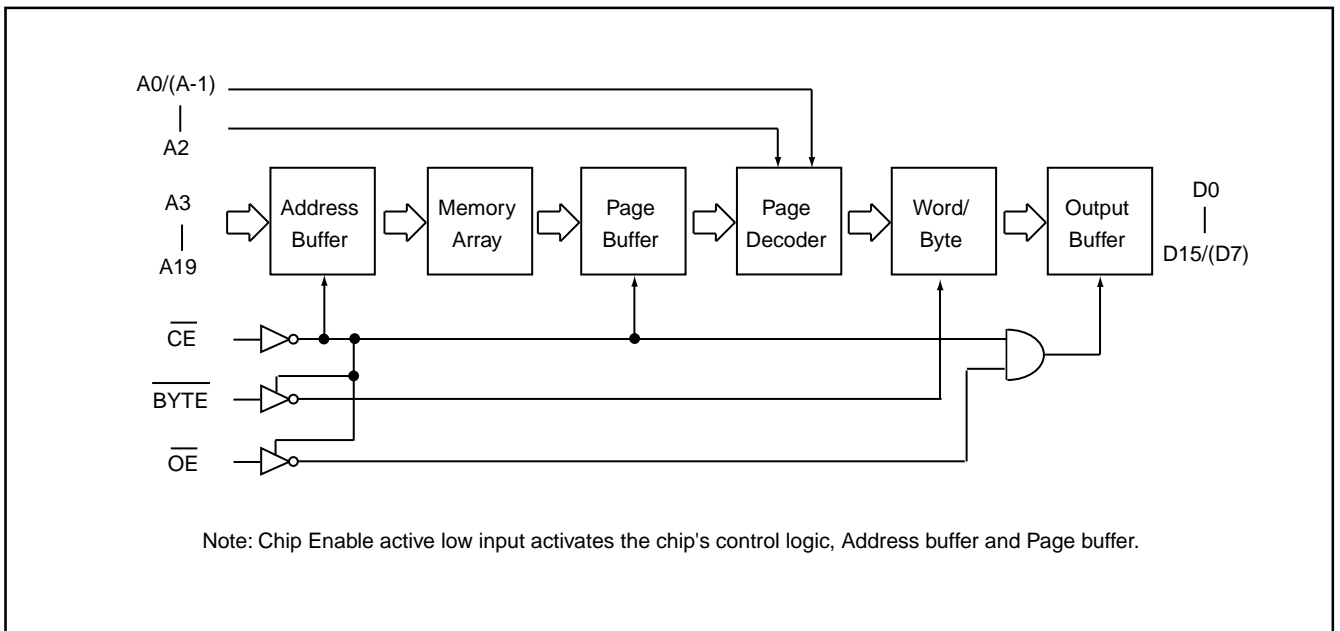 A0/(A-1)
A2
A3
A19
Address
Buffer
Memory
Array
Page
Buffer
Page
Decoder
Word/
Byte
Output
Buffer
D0
D15/(D7)
CE
BYTE
OE
Note: Chip Enable active low input activates the chip's control logic, Address buffer and Page buffer.